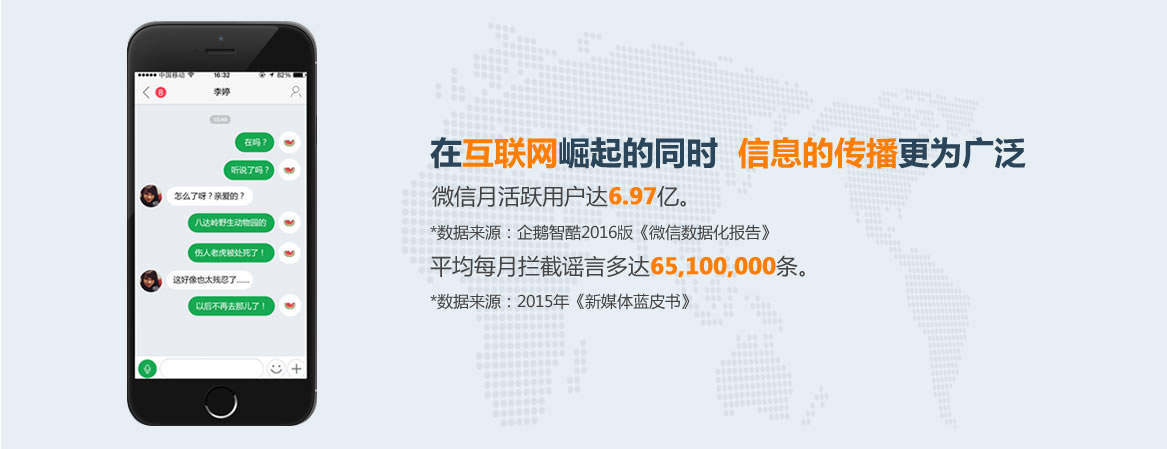 中国移动 16:32 82%
8 李婷
15:49
在吗？
听说了吗？
怎么了呀？亲爱的？
八达岭野生动物园的
伤人老虎被处死了！
这好像也太残忍了......
以后不再去那儿了！
在互联网崛起的同时 信息的传播更为广泛
微信月活跃用户达6.97亿。
*数据来源：企鹅智酷2016版《微信数据化报告》
平均每月拦截谣言多达65,100,000条。
*数据来源：2015年《新媒体蓝皮书》